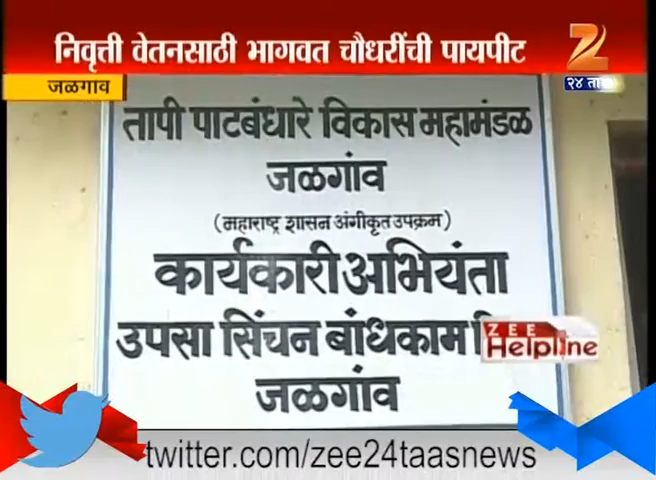 निवृत्ती वेतनसाठी भागवत चौधरींची पायपीट
जळगाव
२४ तास
तापी पाटबंधारे विकास महामंडळ
जळगांव
(महाराष्ट्र शासन अंगीकृत उपक्रम)
कार्यकारी अभियंता
उपसा सिंचन बांधकाम
जळगांव
ZEE
Helpline
twitter.com/zee24taasnews